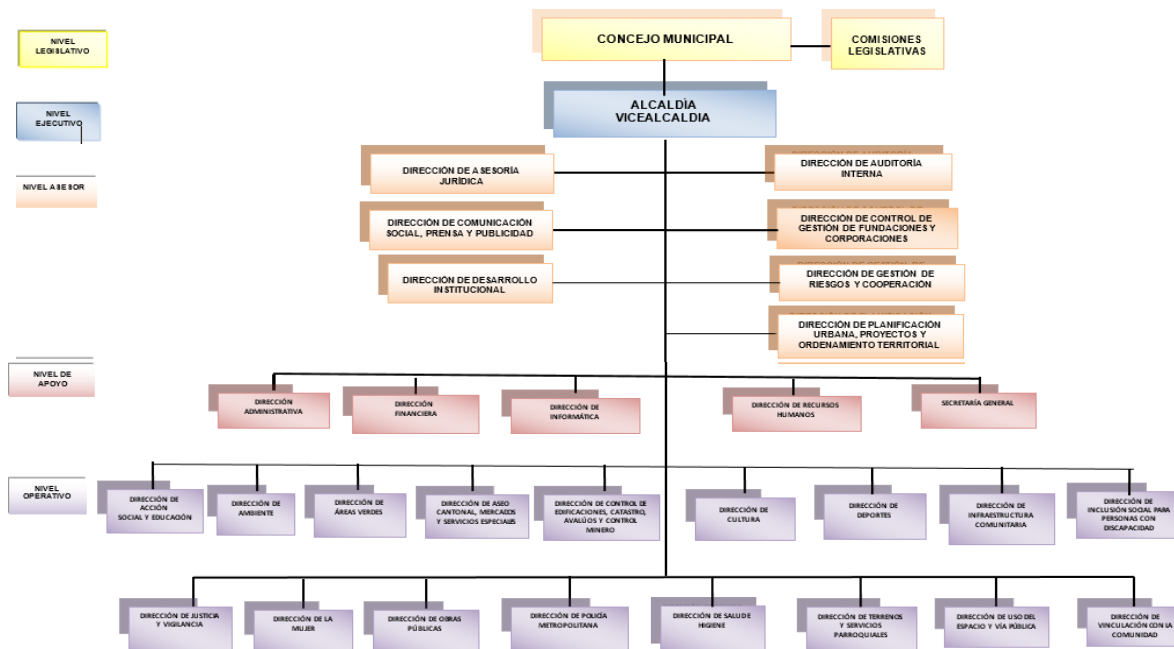 NIVEL
LEGISLATIVO
CONCEJO MUNICIPAL
COMISIONES
LEGISLATIVAS
NIVEL
EJECUTIVO
ALCALDÌA
VICEALCALDIA
NIVEL ASESOR
DIRECCIÓN DE ASESORÍA
JURÍDICA
DIRECCIÓN DE AUDITORÍA
INTERNA
DIRECCIÓN DE COMUNICACIÓN
SOCIAL, PRENSA Y PUBLICIDAD
DIRECCIÓN DE CONTROL DE
GESTIÓN DE FUNDACIONES Y
CORPORACIONES
DIRECCIÓN DE DESARROLLO
INSTITUCIONAL
DIRECCIÓN DE GESTIÓN DE
RIESGOS Y COOPERACIÓN
DIRECCIÓN DE PLANIFICACIÓN
URBANA, PROYECTOS Y
ORDENAMIENTO TERRITORIAL
NIVEL DE
APOYO
DIRECCIÓN
ADMINISTRATIVA
DIRECCIÓN
FINANCIERA
DIRECCIÓN DE
INFORMÁTICA
DIRECCIÓN DE RECURSOS
HUMANOS
SECRETARÍA GENERAL
NIVEL
OPERATIVO
DIRECCIÓN DE
ACCIÓN
SOCIAL Y EDUCACIÓN
DIRECCIÓN DE
AMBIENTE
DIRECCIÓN DE
ÁREAS VERDES
DIRECCIÓN DE ASEO
CANTONAL, MERCADOS
Y SERVICIOS ESPECIALES
DIRECCIÓN DE CONTROL DE
EDIFICACIONES, CATASTRO,
AVALÚOS Y CONTROL
MINERO
DIRECCIÓN DE
CULTURA
DIRECCIÓN DE
DEPORTES
DIRECCIÓN DE
INFRAESTRUCTURA
COMUNITARIA
DIRECCIÓN DE
INCLUSIÓN SOCIAL PARA
PERSONAS CON
DISCAPACIDAD
DIRECCIÓN DE JUSTICIA
Y VIGILANCIA
DIRECCIÓN DE LA
MUJER
DIRECCIÓN DE OBRAS
PÚBLICAS
DIRECCIÓN DE POLICÍA
METROPOLITANA
DIRECCIÓN DE SALUD E
HIGIENE
DIRECCIÓN DE TERRENOS
Y SERVICIOS
PARROQUIALES
DIRECCIÓN DE USO DEL
ESPACIO Y VÍA PÚBLICA
DIRECCIÓN DE
VINCULACIÓN CON LA
COMUNIDAD